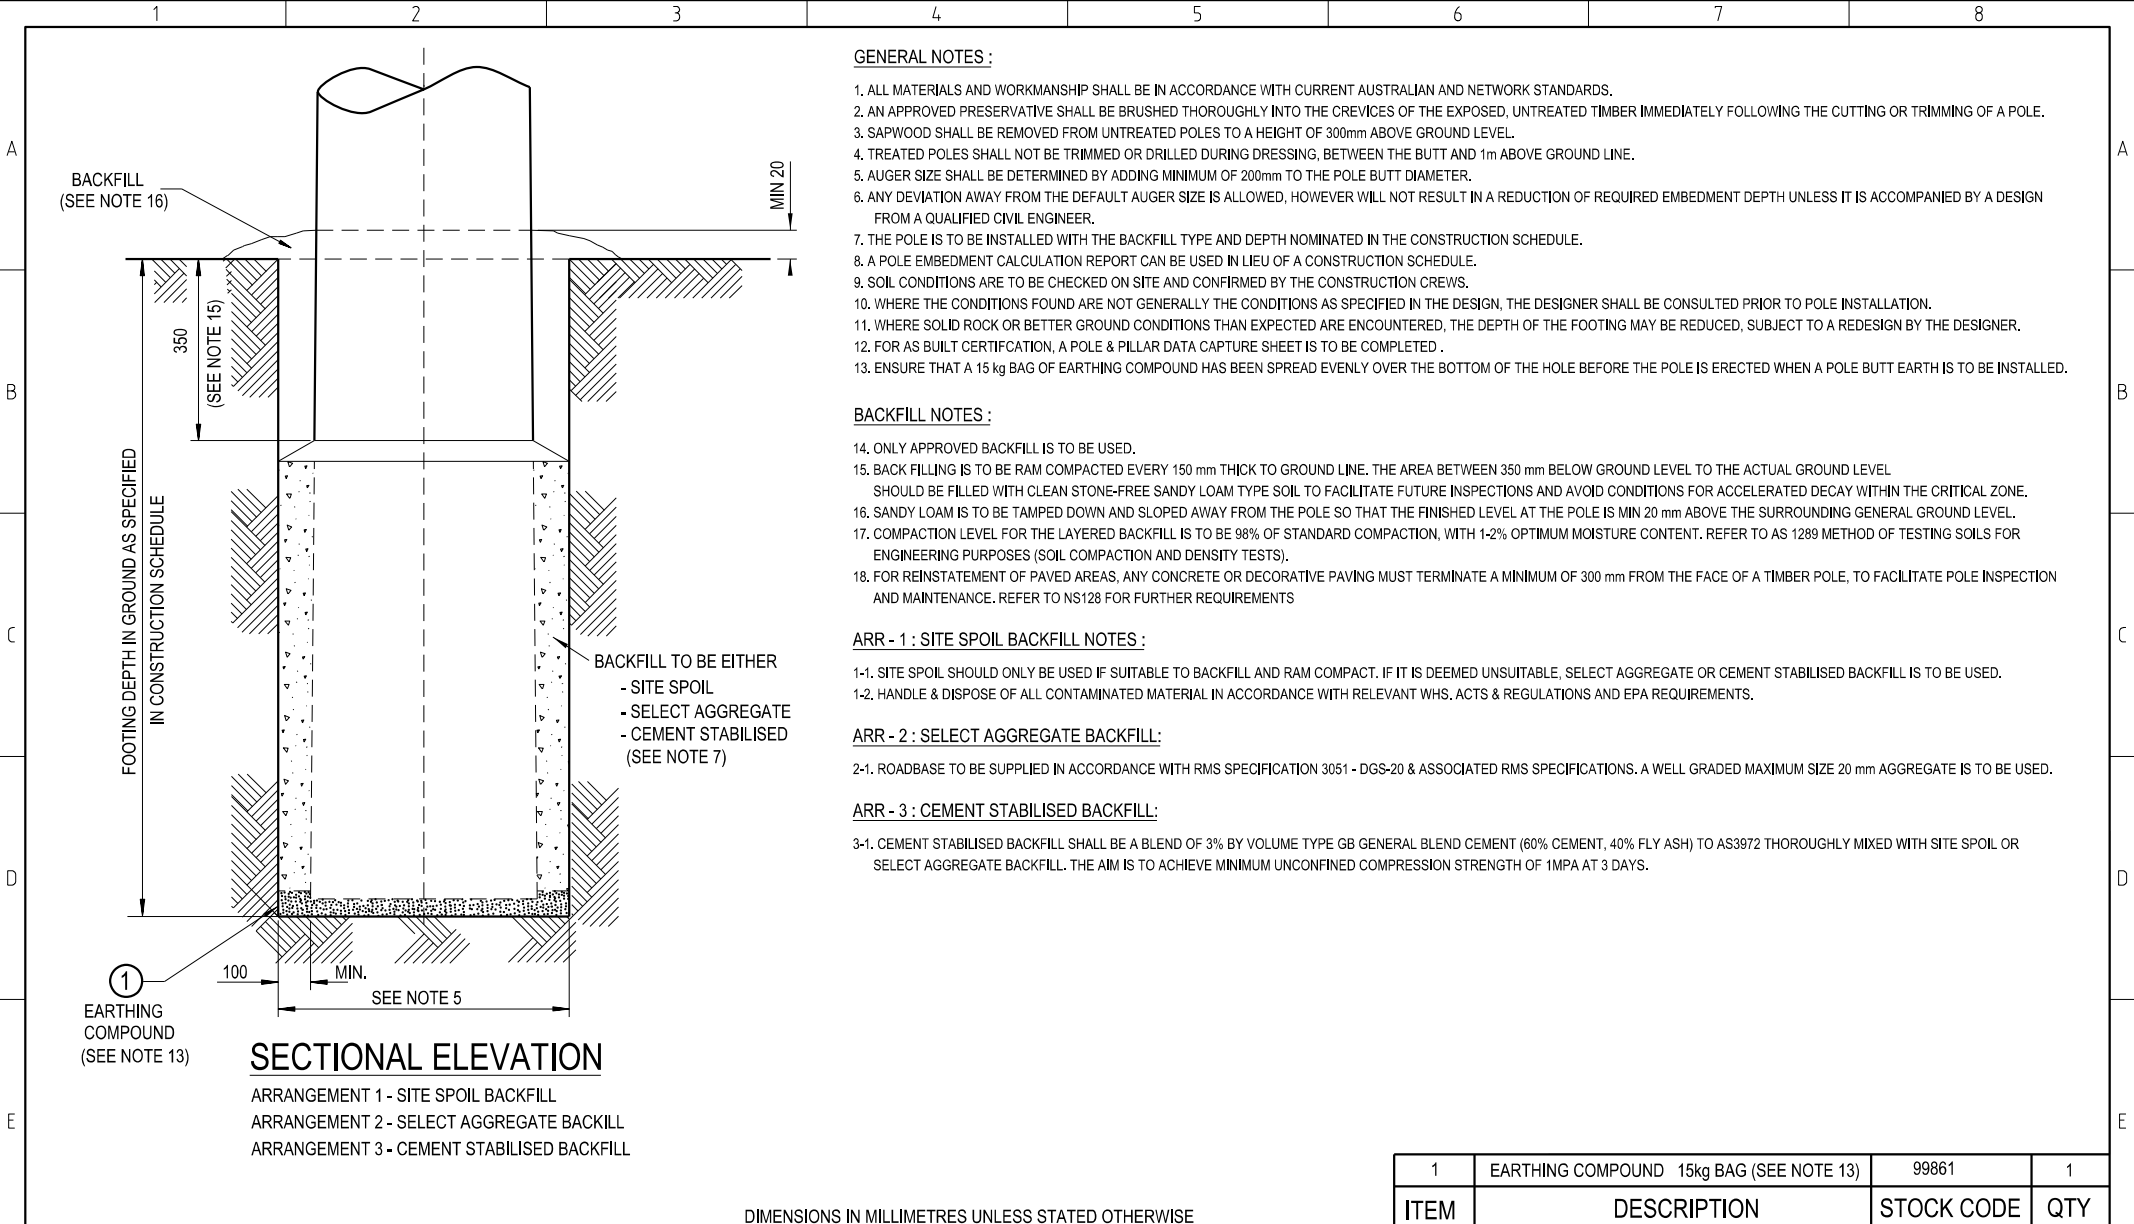 1 2 3 4 5 6 7 8
A
B
C
D
E
A
B
C
D
E
BACKFILL
(SEE NOTE 16)
MIN 20
350
(SEE NOTE 15)
FOOTING DEPTH IN GROUND AS SPECIFIED
IN CONSTRUCTION SCHEDULE
BACKFILL TO BE EITHER
- SITE SPOIL
- SELECT AGGREGATE
- CEMENT STABILISED
(SEE NOTE 7)
1
EARTHING
COMPOUND
(SEE NOTE 13)
100 MIN.
SEE NOTE 5
SECTIONAL ELEVATION
ARRANGEMENT 1 - SITE SPOIL BACKFILL
ARRANGEMENT 2 - SELECT AGGREGATE BACKILL
ARRANGEMENT 3 - CEMENT STABILISED BACKFILL
GENERAL NOTES :
1. ALL MATERIALS AND WORKMANSHIP SHALL BE IN ACCORDANCE WITH CURRENT AUSTRALIAN AND NETWORK STANDARDS.
2. AN APPROVED PRESERVATIVE SHALL BE BRUSHED THOROUGHLY INTO THE CREVICES OF THE EXPOSED, UNTREATED TIMBER IMMEDIATELY FOLLOWING THE CUTTING OR TRIMMING OF A POLE.
3. SAPWOOD SHALL BE REMOVED FROM UNTREATED POLES TO A HEIGHT OF 300mm ABOVE GROUND LEVEL.
4. TREATED POLES SHALL NOT BE TRIMMED OR DRILLED DURING DRESSING, BETWEEN THE BUTT AND 1m ABOVE GROUND LINE.
5. AUGER SIZE SHALL BE DETERMINED BY ADDING MINIMUM OF 200mm TO THE POLE BUTT DIAMETER.
6. ANY DEVIATION AWAY FROM THE DEFAULT AUGER SIZE IS ALLOWED, HOWEVER WILL NOT RESULT IN A REDUCTION OF REQUIRED EMBEDMENT DEPTH UNLESS IT IS ACCOMPANIED BY A DESIGN
FROM A QUALIFIED CIVIL ENGINEER.
7. THE POLE IS TO BE INSTALLED WITH THE BACKFILL TYPE AND DEPTH NOMINATED IN THE CONSTRUCTION SCHEDULE.
8. A POLE EMBEDMENT CALCULATION REPORT CAN BE USED IN LIEU OF A CONSTRUCTION SCHEDULE.
9. SOIL CONDITIONS ARE TO BE CHECKED ON SITE AND CONFIRMED BY THE CONSTRUCTION CREWS.
10. WHERE THE CONDITIONS FOUND ARE NOT GENERALLY THE CONDITIONS AS SPECIFIED IN THE DESIGN, THE DESIGNER SHALL BE CONSULTED PRIOR TO POLE INSTALLATION.
11. WHERE SOLID ROCK OR BETTER GROUND CONDITIONS THAN EXPECTED ARE ENCOUNTERED, THE DEPTH OF THE FOOTING MAY BE REDUCED, SUBJECT TO A REDESIGN BY THE DESIGNER.
12. FOR AS BUILT CERTIFCATION, A POLE & PILLAR DATA CAPTURE SHEET IS TO BE COMPLETED .
13. ENSURE THAT A 15 kg BAG OF EARTHING COMPOUND HAS BEEN SPREAD EVENLY OVER THE BOTTOM OF THE HOLE BEFORE THE POLE IS ERECTED WHEN A POLE BUTT EARTH IS TO BE INSTALLED.
BACKFILL NOTES :
14. ONLY APPROVED BACKFILL IS TO BE USED.
15. BACK FILLING IS TO BE RAM COMPACTED EVERY 150 mm THICK TO GROUND LINE. THE AREA BETWEEN 350 mm BELOW GROUND LEVEL TO THE ACTUAL GROUND LEVEL
SHOULD BE FILLED WITH CLEAN STONE-FREE SANDY LOAM TYPE SOIL TO FACILITATE FUTURE INSPECTIONS AND AVOID CONDITIONS FOR ACCELERATED DECAY WITHIN THE CRITICAL ZONE.
16. SANDY LOAM IS TO BE TAMPED DOWN AND SLOPED AWAY FROM THE POLE SO THAT THE FINISHED LEVEL AT THE POLE IS MIN 20 mm ABOVE THE SURROUNDING GENERAL GROUND LEVEL.
17. COMPACTION LEVEL FOR THE LAYERED BACKFILL IS TO BE 98% OF STANDARD COMPACTION, WITH 1-2% OPTIMUM MOISTURE CONTENT. REFER TO AS 1289 METHOD OF TESTING SOILS FOR
ENGINEERING PURPOSES (SOIL COMPACTION AND DENSITY TESTS).
18. FOR REINSTATEMENT OF PAVED AREAS, ANY CONCRETE OR DECORATIVE PAVING MUST TERMINATE A MINIMUM OF 300 mm FROM THE FACE OF A TIMBER POLE, TO FACILITATE POLE INSPECTION
AND MAINTENANCE. REFER TO NS128 FOR FURTHER REQUIREMENTS
ARR - 1 : SITE SPOIL BACKFILL NOTES :
1-1. SITE SPOIL SHOULD ONLY BE USED IF SUITABLE TO BACKFILL AND RAM COMPACT. IF IT IS DEEMED UNSUITABLE, SELECT AGGREGATE OR CEMENT STABILISED BACKFILL IS TO BE USED.
1-2. HANDLE & DISPOSE OF ALL CONTAMINATED MATERIAL IN ACCORDANCE WITH RELEVANT WHS. ACTS & REGULATIONS AND EPA REQUIREMENTS.
ARR - 2 : SELECT AGGREGATE BACKFILL:
2-1. ROADBASE TO BE SUPPLIED IN ACCORDANCE WITH RMS SPECIFICATION 3051 - DGS-20 & ASSOCIATED RMS SPECIFICATIONS. A WELL GRADED MAXIMUM SIZE 20 mm AGGREGATE IS TO BE USED.
ARR - 3 : CEMENT STABILISED BACKFILL:
3-1. CEMENT STABILISED BACKFILL SHALL BE A BLEND OF 3% BY VOLUME TYPE GB GENERAL BLEND CEMENT (60% CEMENT, 40% FLY ASH) TO AS3972 THOROUGHLY MIXED WITH SITE SPOIL OR
SELECT AGGREGATE BACKFILL. THE AIM IS TO ACHIEVE MINIMUM UNCONFINED COMPRESSION STRENGTH OF 1MPA AT 3 DAYS.
1 EARTHING COMPOUND 15kg BAG (SEE NOTE 13) 99861 1
ITEM DESCRIPTION STOCK CODE QTY
DIMENSIONS IN MILLIMETRES UNLESS STATED OTHERWISE